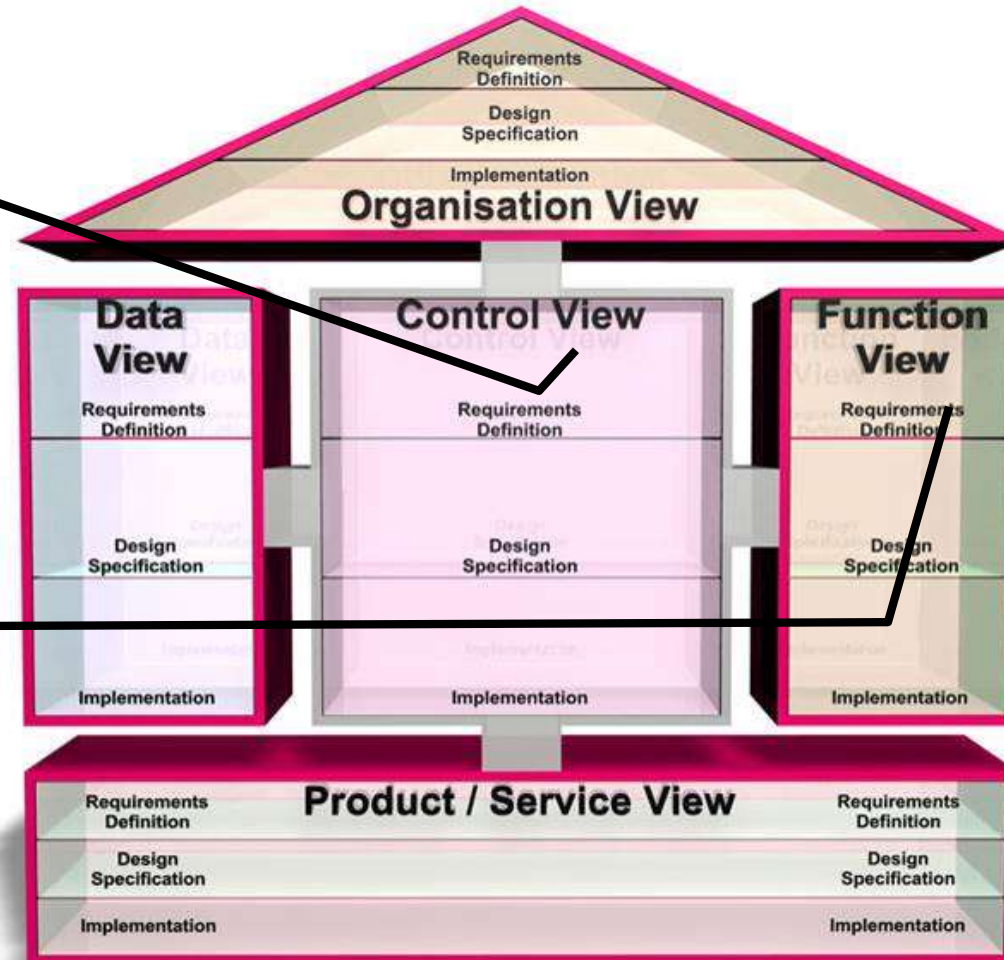 Requirements
Definition
Design
Specification
Implementation
Organisation View
Data
View
Requirements
Definition
Design
Specification
Implementation
Control View
Requirements
Definition
Design
Specification
Implementation
Function
View
Requirements
Definition
Design
Specification
Implementation
Product / Service View
Requirements
Definition
Design
Specification
Implementation
Requirements
Definition
Design
Specification
Implementation